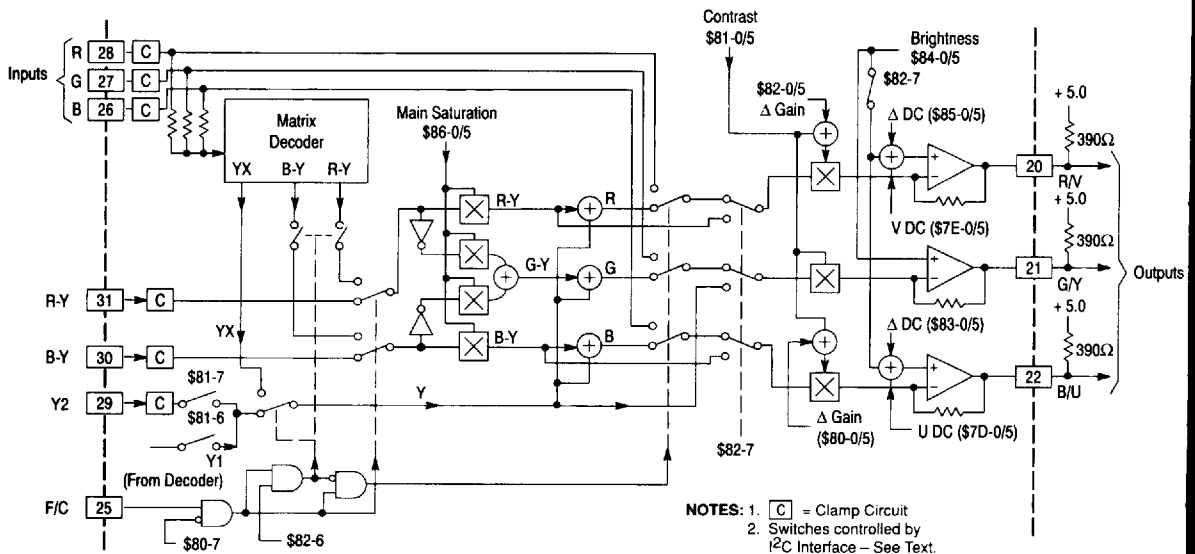 Inputs
R 28 C
G 27 C
B 26 C
Matrix
Decoder
YX B-Y R-Y
Main Saturation
$86-0/5
Contrast
$81-0/5
$82-0/5
Δ Gain
Brightness
$84-0/5
$82-7
Δ DC ($85-0/5)
+ 5.0
390Ω
20
R/V
V DC ($7E-0/5)
+ 5.0
390Ω
21
G/Y
Outputs
Δ DC ($83-0/5)
+ 5.0
390Ω
22
B/U
U DC ($7D-0/5)
R-Y
R
G-Y
G
B-Y
B
R-Y 31 C
B-Y 30 C
YX
Y2 29 C
$81-7
$81-6
Y1
(From Decoder)
Y
Δ Gain
($80-0/5)
$82-7
F/C 25
$80-7
$82-6
NOTES: 1. C = Clamp Circuit
2. Switches controlled by
I2C Interface – See Text.